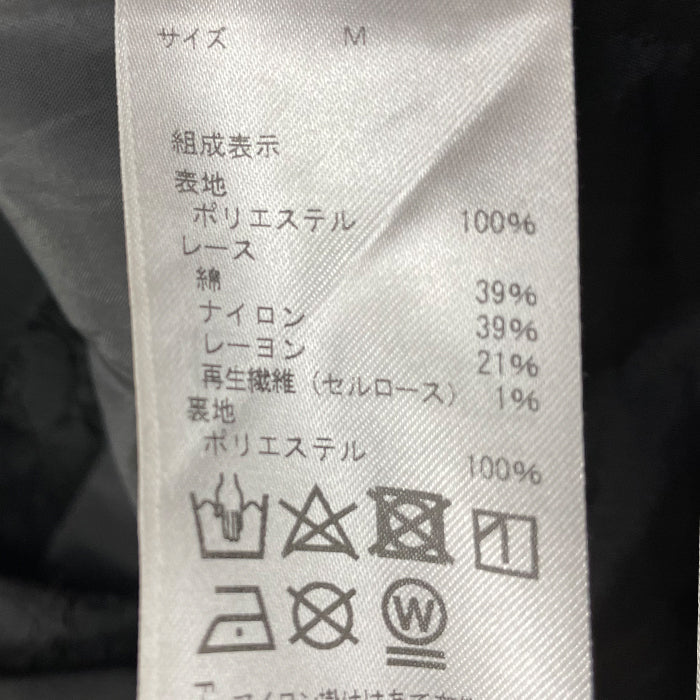 サイズ M
組成表示
表地
ポリエステル 100%
レース
綿 39%
ナイロン 39%
レーヨン 21%
再生繊維（セルロース） 1%
裏地
ポリエステル 100%
W